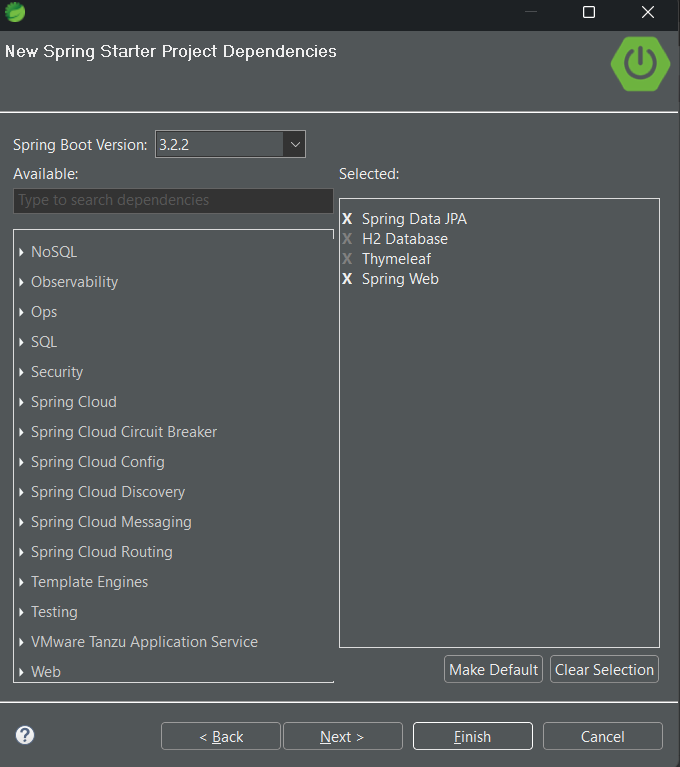 New Spring Starter Project Dependencies
Spring Boot Version: 3.2.2
Available:
Type to search dependencies
NoSQL
Observability
Ops
SQL
Security
Spring Cloud
Spring Cloud Circuit Breaker
Spring Cloud Config
Spring Cloud Discovery
Spring Cloud Messaging
Spring Cloud Routing
Template Engines
Testing
VMware Tanzu Application Service
Web
Selected:
X Spring Data JPA
X H2 Database
X Thymeleaf
X Spring Web
Make Default Clear Selection
? < Back Next > Finish Cancel